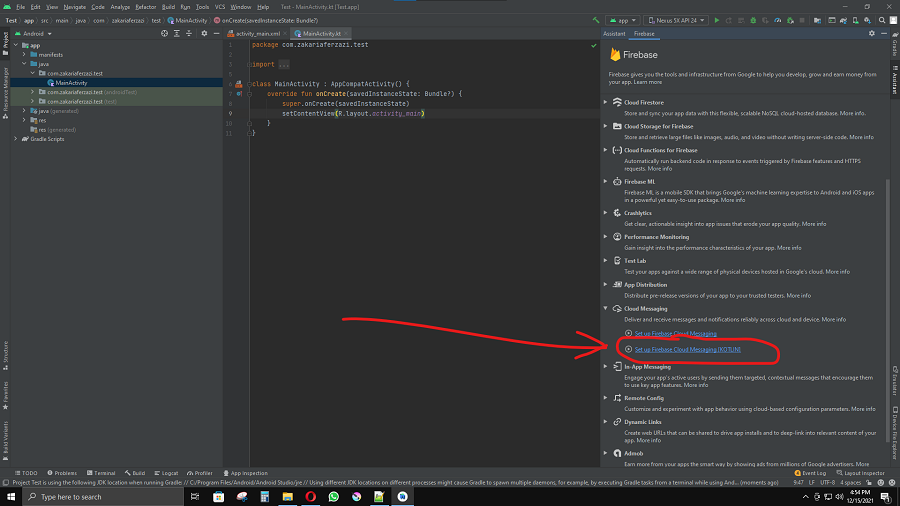 File Edit View Navigate Code Analyze Refactor Build Run Tools VCS Window Help Test - MainActivity.kt [Test.app]
Test app src main java com zakariaferzazi test MainActivity onCreate(savedInstanceState: Bundle?)
app Nexus 5X API 24
Android
activity_main.xml MainActivity.kt
Assistant Firebase
Project
Resource Manager
Structure
Favorites
Build Variants
app
manifests
java
com.zakariaferzazi.test
MainActivity
com.zakariaferzazi.test (androidTest)
com.zakariaferzazi.test (test)
java (generated)
res
res (generated)
Gradle Scripts
1 package com.zakariaferzazi.test
2
3 import ...
5
6 class MainActivity : AppCompatActivity() {
7 override fun onCreate(savedInstanceState: Bundle?) {
8 super.onCreate(savedInstanceState)
9 setContentView(R.layout.activity_main)
10 }
11 }
Firebase
Firebase gives you the tools and infrastructure from Google to help you develop, grow and earn money from your app. Learn more
Cloud Firestore
Store and sync your app data with this flexible, scalable NoSQL cloud-hosted database. More info
Cloud Storage for Firebase
Store and retrieve large files like images, audio, and video without writing server-side code. More info
Cloud Functions for Firebase
Automatically run backend code in response to events triggered by Firebase features and HTTPS
requests. More info
Firebase ML
Firebase ML is a mobile SDK that brings Google's machine learning expertise to Android and iOS apps
in a powerful yet easy-to-use package. More info
Crashlytics
Get clear, actionable insight into app issues that erode your app quality. More info
Performance Monitoring
Gain insight into the performance characteristics of your app. More info
Test Lab
Test your apps against a wide range of physical devices hosted in Google's cloud. More info
App Distribution
Distribute pre-release versions of your app to your trusted testers. More info
Cloud Messaging
Deliver and receive messages and notifications reliably across cloud and device. More info
Set up Firebase Cloud Messaging
Set up Firebase Cloud Messaging [KOTLIN]
In-App Messaging
Engage your app's active users by sending them targeted, contextual messages that encourage them
to use key app features. More info
Remote Config
Customize and experiment with app behavior using cloud-based configuration parameters. More info
Dynamic Links
Create web URLs that can be shared to drive app installs and to deep-link into relevant content of your
app. More info
Admob
Earn more from your apps the smart way by showing ads from millions of Google advertisers. More info
Assistant
Emulator
Device File Explorer
TODO Problems Terminal Build Logcat Profiler App Inspection Event Log Layout Inspector
Project Test is using the following JDK location when running Gradle: // C:/Program Files/Android/Android Studio/jre // Using different JDK locations on different processes might cause Gradle to spawn multiple daemons, for example, by executing Gradle tasks from a terminal while using And... (moments ago) 9:47 LF UTF-8 4 spaces
Type here to search
4:54 PM
12/15/2021